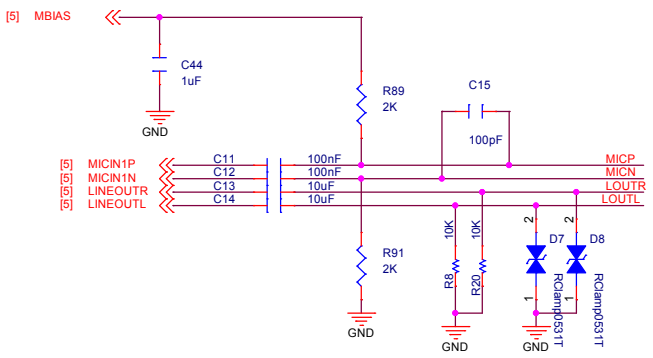 [5] MBIAS
C44
1uF
GND
R89
2K
C15
100pF
[5] MICIN1P C11 100nF MICP
[5] MICIN1N C12 100nF MICN
[5] LINEOUTR C13 10uF LOUTR
[5] LINEOUTL C14 10uF LOUTL
R91
2K
GND
R8
10K
R20
10K
GND
2
D7
1
RClamp0531T
2
D8
1
RClamp0531T
GND